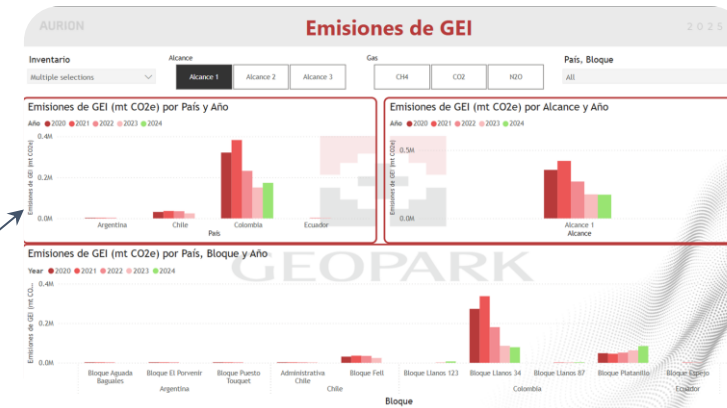 AURION
Emisiones de GEI
2025
Inventario
Alcance
Gas
País, Bloque
Multiple selections
Alcance 1
Alcance 2
Alcance 3
CH4
CO2
N2O
All
Emisiones de GEI (mt CO2e) por País y Año
Año 2020 2021 2022 2023 2024
Emisiones de GEI (mt CO2e)
0.4M
0.2M
0.0M
Argentina
Chile
Colombia
Ecuador
País
Emisiones de GEI (mt CO2e) por Alcance y Año
Año 2020 2021 2022 2023 2024
Emisiones de GEI (mt CO2e)
0.5M
0.0M
Alcance 1
Alcance
GEOPARK
Emisiones de GEI (mt CO2e) por País, Bloque y Año
Year 2020 2021 2022 2023 2024
Emisiones de GEI (mt CO...
0.4M
0.2M
0.0M
Bloque Aguada Baguales
Bloque El Porvenir
Bloque Puesto Touquet
Administrativa Chile
Bloque Fell
Bloque Llanos 123
Bloque Llanos 34
Bloque Llanos 87
Bloque Platanillo
Bloque Espejo
Argentina
Chile
Colombia
Ecuador
Bloque